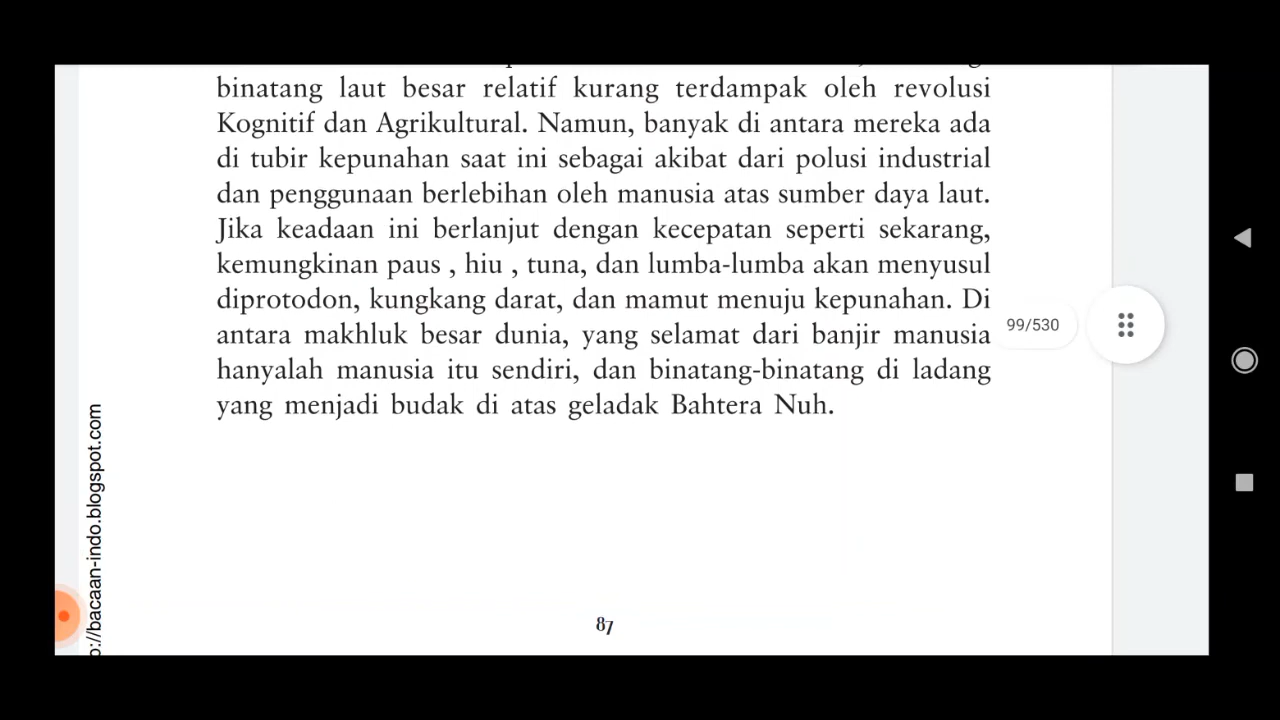 binatang laut besar relatif kurang terdampak oleh revolusi
Kognitif dan Agrikultural. Namun, banyak di antara mereka ada
di tubir kepunahan saat ini sebagai akibat dari polusi industrial
dan penggunaan berlebihan oleh manusia atas sumber daya laut.
Jika keadaan ini berlanjut dengan kecepatan seperti sekarang,
kemungkinan paus , hiu , tuna, dan lumba-lumba akan menyusul
diprotodon, kungkang darat, dan mamut menuju kepunahan. Di
antara makhluk besar dunia, yang selamat dari banjir manusia
hanyalah manusia itu sendiri, dan binatang-binatang di ladang
yang menjadi budak di atas geladak Bahtera Nuh.
99/530
p://bacaan-indo.blogspot.com
87